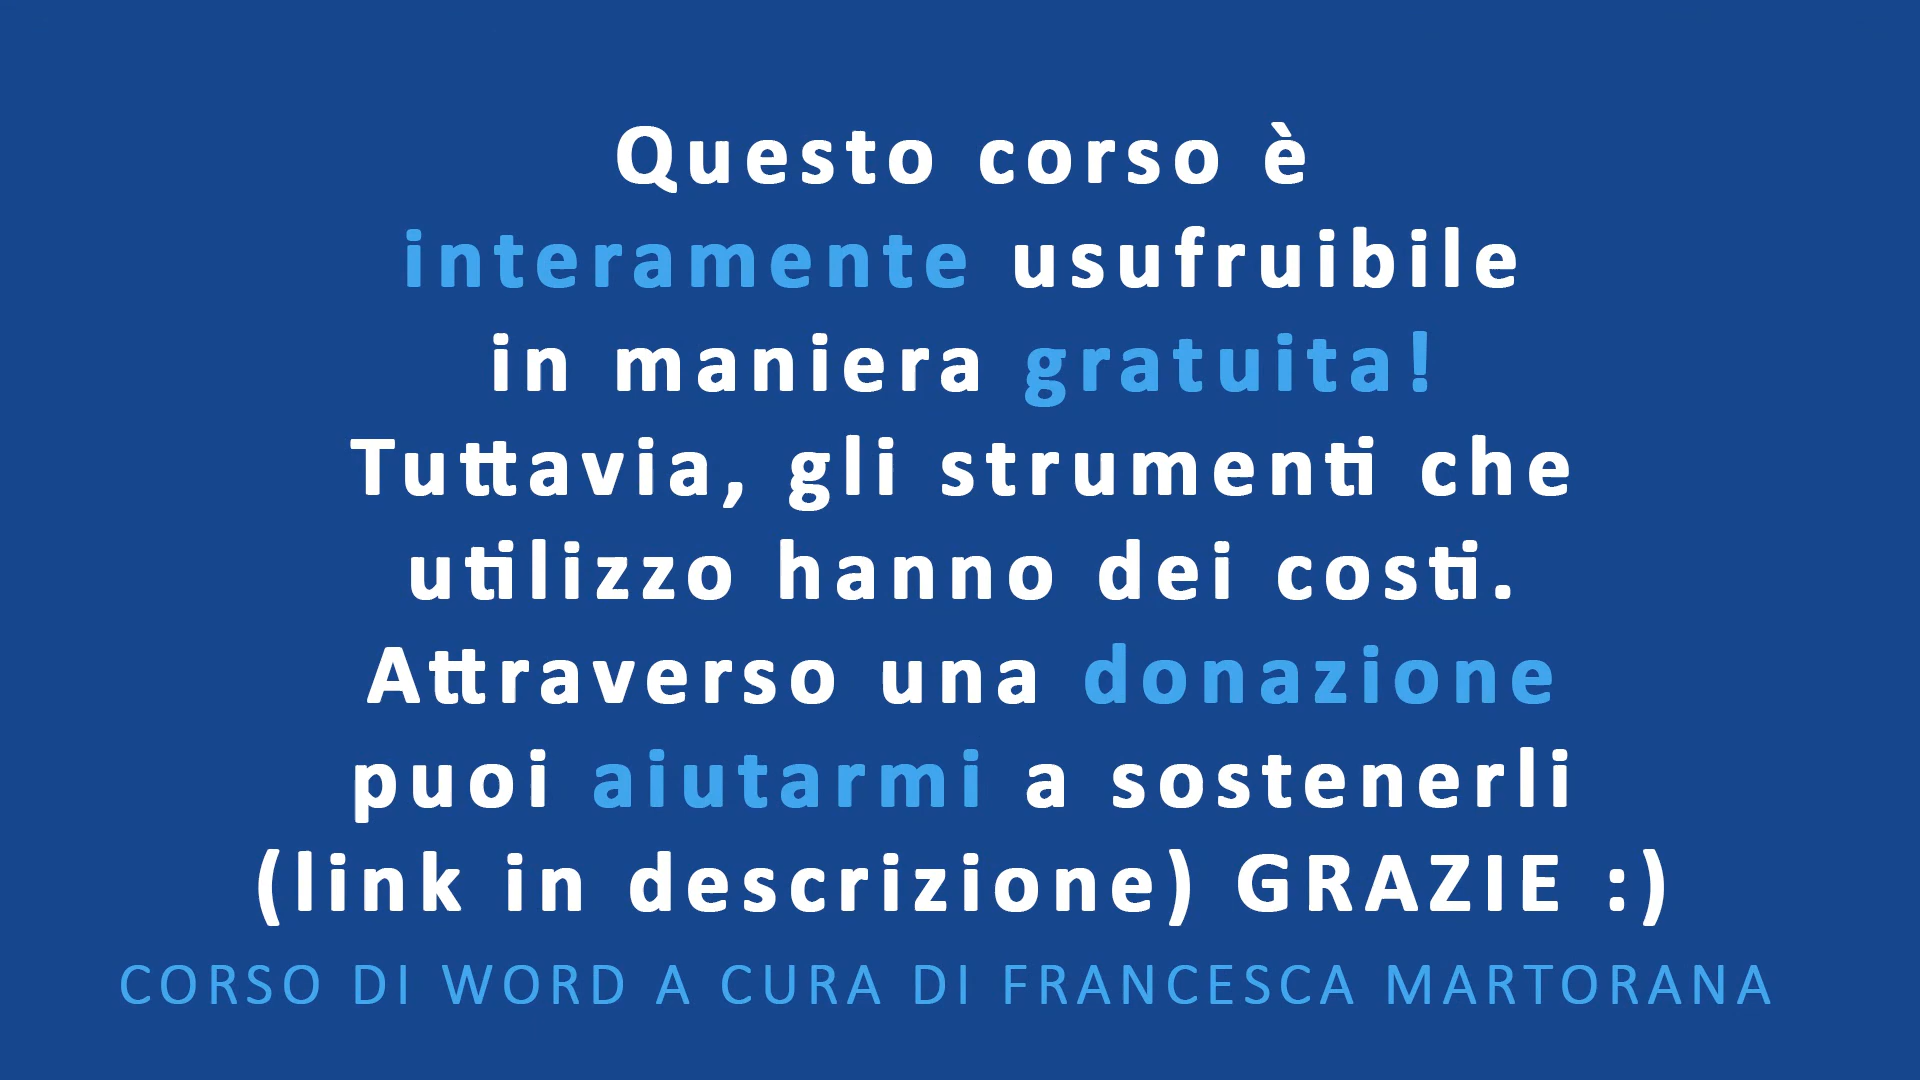 Questo corso è
interamente usufruibile
in maniera gratuita!
Tuttavia, gli strumenti che
utilizzo hanno dei costi.
Attraverso una donazione
puoi aiutarmi a sostenerli
(link in descrizione) GRAZIE :)
CORSO DI WORD A CURA DI FRANCESCA MARTORANA